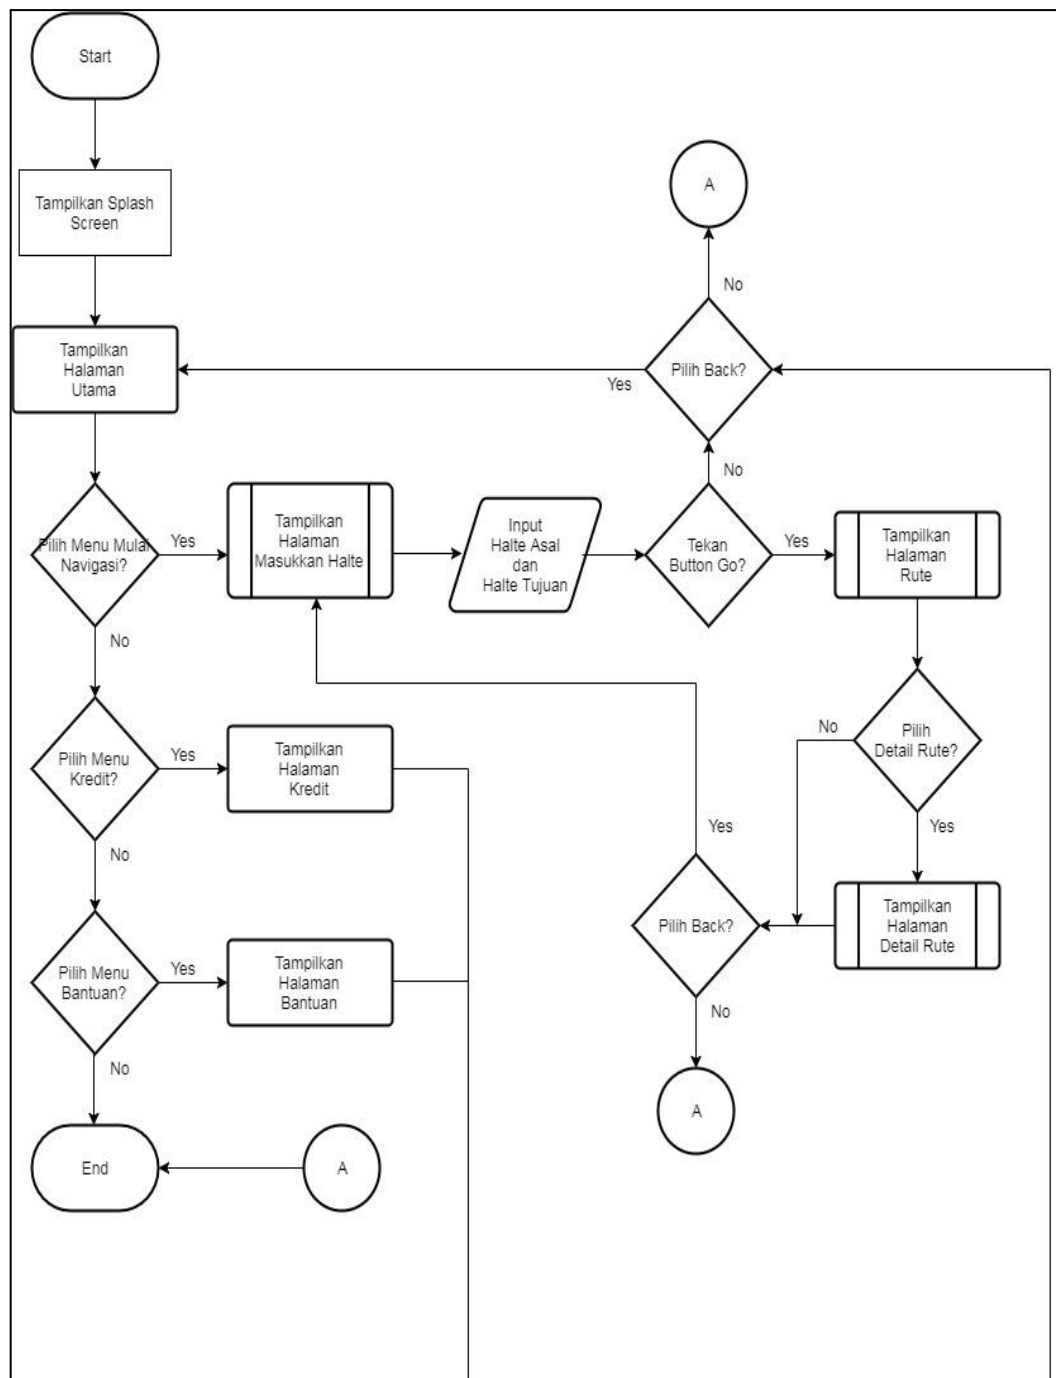 Start
Tampilkan Splash
Screen
A
No
Tampilkan
Halaman
Utama
Yes
Pilih Back?
No
Pilih Menu Mulai
Navigasi?
Yes
Tampilkan
Halaman
Masukkan Halte
Input
Halte Asal
dan
Halte Tujuan
Tekan
Button Go?
Yes
Tampilkan
Halaman
Rute
No
Pilih Menu
Kredit?
Yes
Tampilkan
Halaman
Kredit
No
Pilih
Detail Rute?
Yes
Yes
No
Pilih Menu
Bantuan?
Yes
Tampilkan
Halaman
Bantuan
Pilih Back?
Tampilkan
Halaman
Detail Rute
No
No
A
End
A